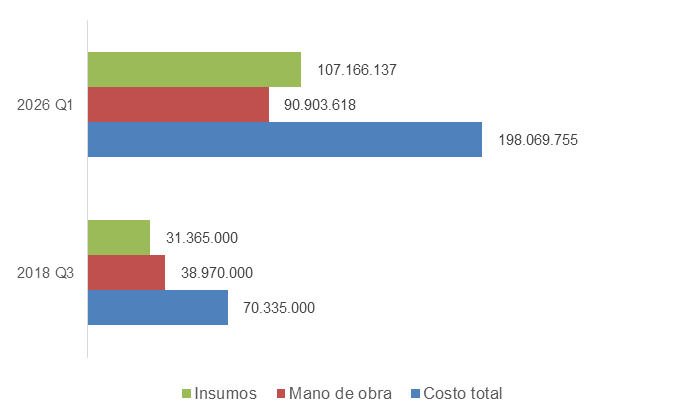 107.166.137
2026 Q1
90.903.618
198.069.755
31.365.000
2018 Q3
38.970.000
70.335.000
Insumos Mano de obra Costo total